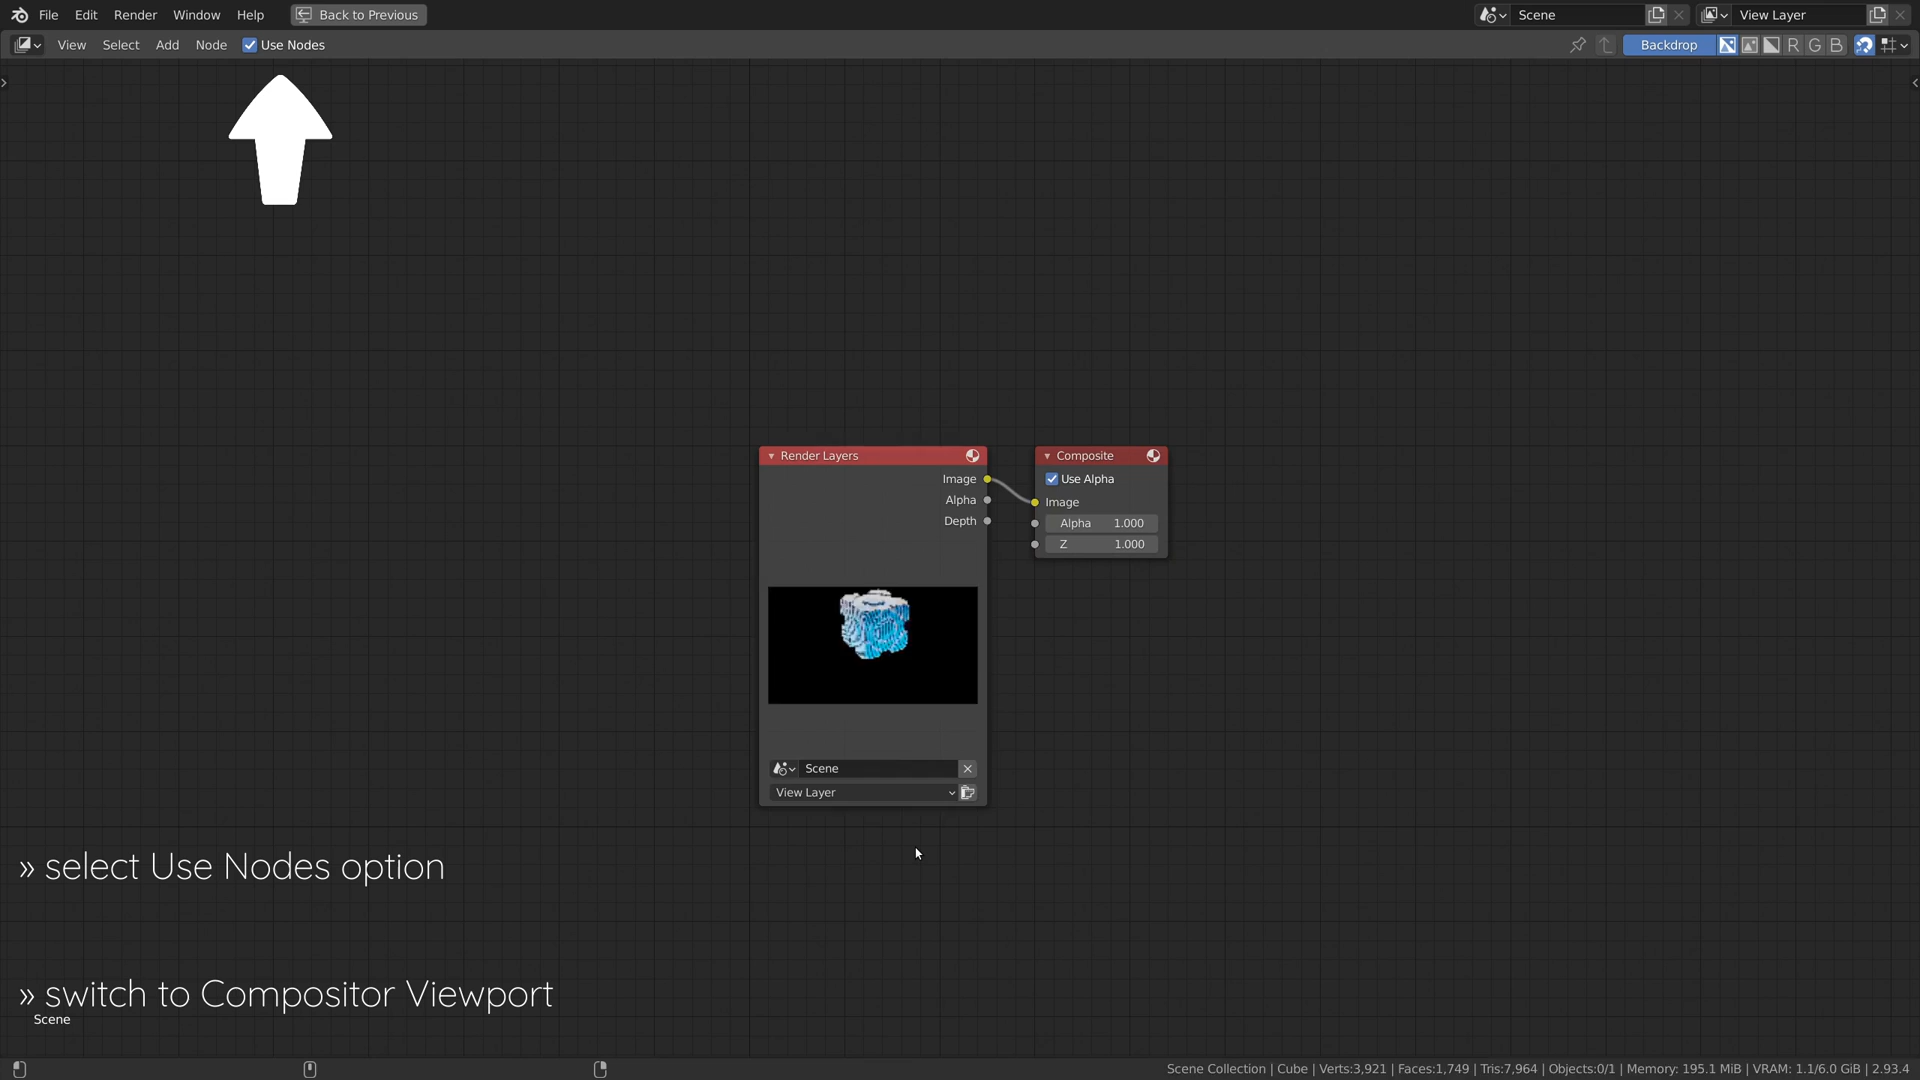 File Edit Render Window Help Back to Previous Scene View Layer
View Select Add Node Use Nodes Backdrop R G B
Render Layers
Image
Alpha
Depth
Scene
View Layer
Composite
Use Alpha
Image
Alpha 1.000
Z 1.000
» select Use Nodes option
» switch to Compositor Viewport
Scene
Scene Collection | Cube | Verts:3,921 | Faces:1,749 | Tris:7,964 | Objects:0/1 | Memory: 195.1 MiB | VRAM: 1.1/6.0 GiB | 2.93.4